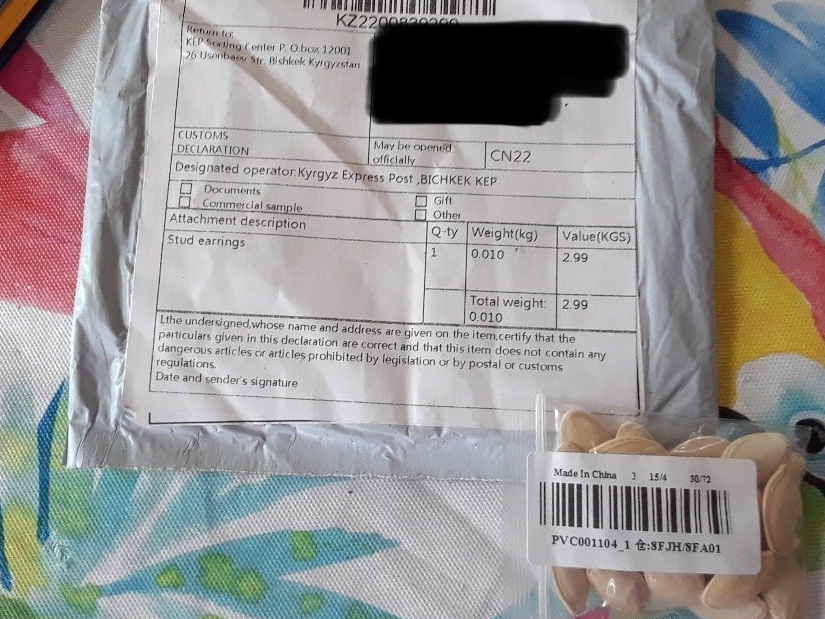 KZ2200839299
Return to:
KEP Sorting Center P. O.box 12001
26 Usenbaev Str. Bishkek Kyrgyzstan
CUSTOMS
DECLARATION
May be opened
officially
CN22
Designated operator:Kyrgyz Express Post ,BICHKEK KEP
Documents
Gift
Commercial sample
Other
Attachment description
Q-ty
Weight(kg)
Value(KGS)
Stud earrings
1
0.010
2.99
Total weight:
0.010
2.99
I,the undersigned,whose name and address are given on the item,certify that the
particulars given in this declaration are correct and that this item does not contain any
dangerous articles or articles prohibited by legislation or by postal or customs
regulations.
Date and sender's signature
Made In China 3 15/4 30/72
PVC001104_1 仓:8FJH/8FA01